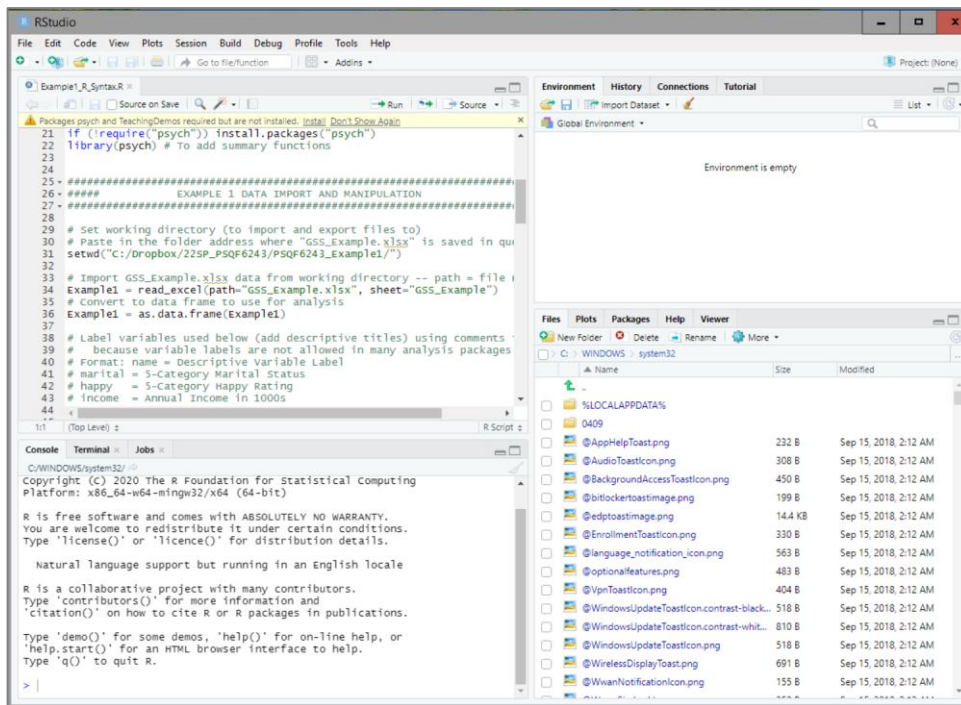 RStudio
File Edit Code View Plots Session Build Debug Profile Tools Help
Go to file/function Addins Project: (None)
Example1_R_Syntax.R
Source on Save Run Source
Packages psych and TeachingDemos required but are not installed. Install Don't Show Again
21 if (!require("psych")) install.packages("psych")
22 library(psych) # To add summary functions
23
24
25 ######################################################################
26 ##### EXAMPLE 1 DATA IMPORT AND MANIPULATION
27 ######################################################################
28
29 # Set working directory (to import and export files to)
30 # Paste in the folder address where "GSS_Example.xlsx" is saved in
31 setwd("C:/Dropbox/22SP_PSQF6243/PSQF6243_Example1/")
32
33 # Import GSS_Example.xlsx data from working directory -- path = file
34 Example1 = read_excel(path="GSS_Example.xlsx", sheet="GSS_Example")
35 # Convert to data frame to use for analysis
36 Example1 = as.data.frame(Example1)
37
38 # Label variables used below (add descriptive titles) using comments
39 # because variable labels are not allowed in many analysis packages
40 # Format: name = Descriptive Variable Label
41 # marital = 5-Category Marital Status
42 # happy = 5-Category Happy Rating
43 # income = Annual Income in 1000s
44
1:1 (Top Level) R Script
Console Terminal Jobs
C:/WINDOWS/system32/
Copyright (C) 2020 The R Foundation for Statistical Computing
Platform: x86_64-w64-mingw32/x64 (64-bit)
R is free software and comes with ABSOLUTELY NO WARRANTY.
You are welcome to redistribute it under certain conditions.
Type 'license()' or 'licence()' for distribution details.
Natural language support but running in an English locale
R is a collaborative project with many contributors.
Type 'contributors()' for more information and
'citation()' on how to cite R or R packages in publications.
Type 'demo()' for some demos, 'help()' for on-line help, or
'help.start()' for an HTML browser interface to help.
Type 'q()' to quit R.
>
Environment History Connections Tutorial
Import Dataset List
Global Environment
Environment is empty
Files Plots Packages Help Viewer
New Folder Delete Rename More
C: > WINDOWS > system32
Name Size Modified
..
%LOCALAPPDATA%
0409
@AppHelpToast.png 232 B Sep 15, 2018, 2:12 AM
@AudioToastIcon.png 308 B Sep 15, 2018, 2:12 AM
@BackgroundAccessToastIcon.png 450 B Sep 15, 2018, 2:12 AM
@bitlockertoastimage.png 199 B Sep 15, 2018, 2:12 AM
@edptoastimage.png 14.4 KB Sep 15, 2018, 2:12 AM
@EnrollmentToastIcon.png 330 B Sep 15, 2018, 2:12 AM
@language_notification_icon.png 563 B Sep 15, 2018, 2:12 AM
@optionalfeatures.png 483 B Sep 15, 2018, 2:12 AM
@VpnToastIcon.png 404 B Sep 15, 2018, 2:12 AM
@WindowsUpdateToastIcon.contrast-black... 518 B Sep 15, 2018, 2:12 AM
@WindowsUpdateToastIcon.contrast-whit... 810 B Sep 15, 2018, 2:12 AM
@WindowsUpdateToastIcon.png 518 B Sep 15, 2018, 2:12 AM
@WirelessDisplayToast.png 691 B Sep 15, 2018, 2:12 AM
@WwanNotificationIcon.png 155 B Sep 15, 2018, 2:12 AM